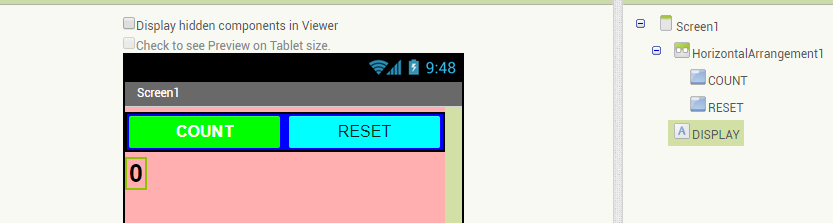 Display hidden components in Viewer
Check to see Preview on Tablet size.
9:48
Screen1
COUNT RESET
0
Screen1
HorizontalArrangement1
COUNT
RESET
A DISPLAY